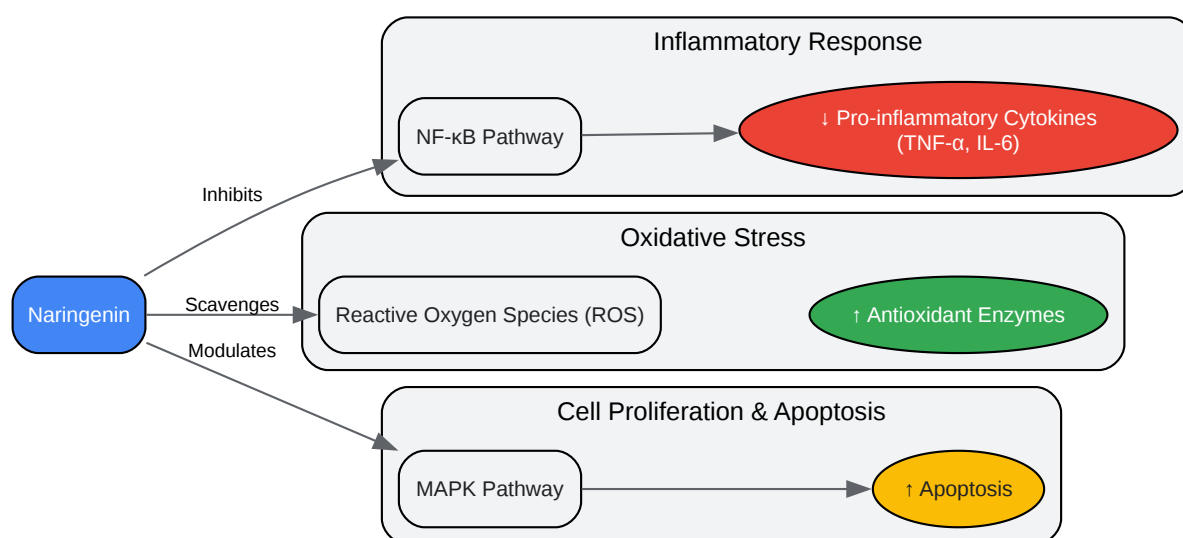 Inflammatory Response
NF-κB Pathway
↓ Pro-inflammatory Cytokines
(TNF-α, IL-6)
Inhibits
Oxidative Stress
Naringenin
Scavenges
Reactive Oxygen Species (ROS)
↑ Antioxidant Enzymes
Modulates
Cell Proliferation & Apoptosis
MAPK Pathway
↑ Apoptosis